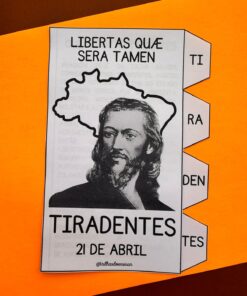 LIBERTAS QUÆ
SERA TAMEN
TIRADENTES
21 DE ABRIL
TI
RA
DEN
TES